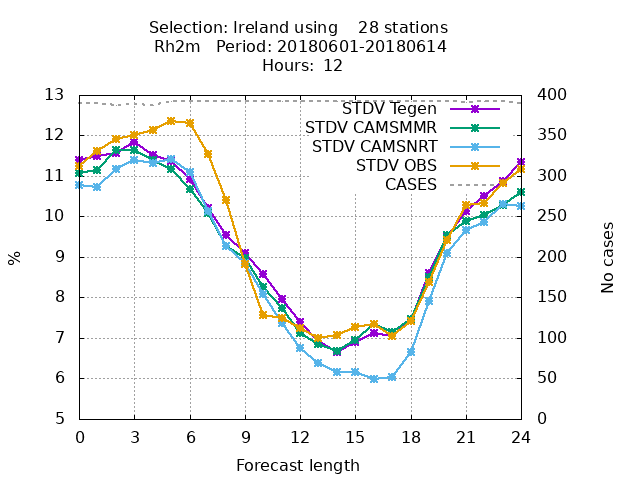 Selection: Ireland using    28 stations
Rh2m   Period: 20180601-20180614
Hours:  12
STDV Tegen
STDV CAMSMMR
STDV CAMSNRT
STDV OBS
CASES
13
12
11
10
9
8
7
6
5
%
400
350
300
250
200
150
100
50
0
No cases
0 3 6 9 12 15 18 21 24
Forecast length